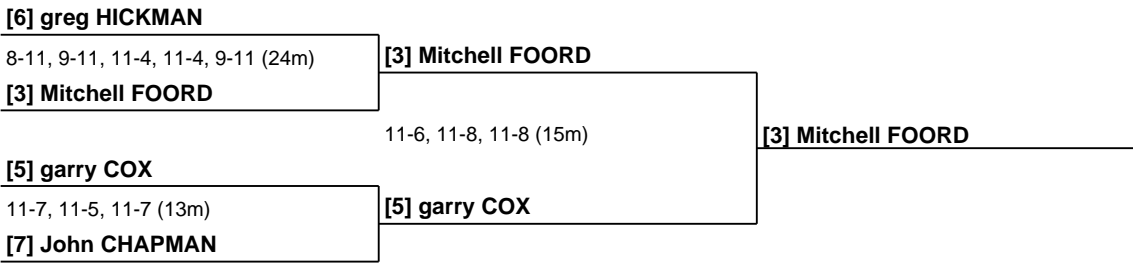 [6] greg HICKMAN
8-11, 9-11, 11-4, 11-4, 9-11 (24m)
[3] Mitchell FOORD
[3] Mitchell FOORD
11-6, 11-8, 11-8 (15m)
[3] Mitchell FOORD
[5] garry COX
11-7, 11-5, 11-7 (13m)
[5] garry COX
[7] John CHAPMAN